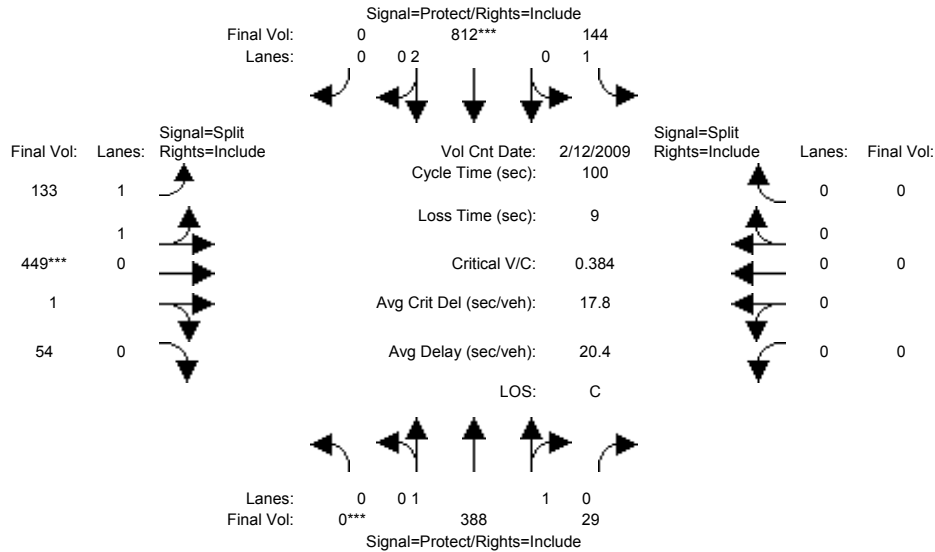 Signal=Protect/Rights=Include
Final Vol: 0 812*** 144
Lanes: 0 0 2 0 1
Signal=Split
Final Vol: Lanes: Rights=Include
Vol Cnt Date: 2/12/2009
Signal=Split
Rights=Include Lanes: Final Vol:
133 1
Cycle Time (sec): 100
0 0
1
Loss Time (sec): 9
0
449*** 0
Critical V/C: 0.384
0 0
1
Avg Crit Del (sec/veh): 17.8
0
54 0
Avg Delay (sec/veh): 20.4
0 0
LOS: C
Lanes: 0 0 1 1 0
Final Vol: 0*** 388 29
Signal=Protect/Rights=Include